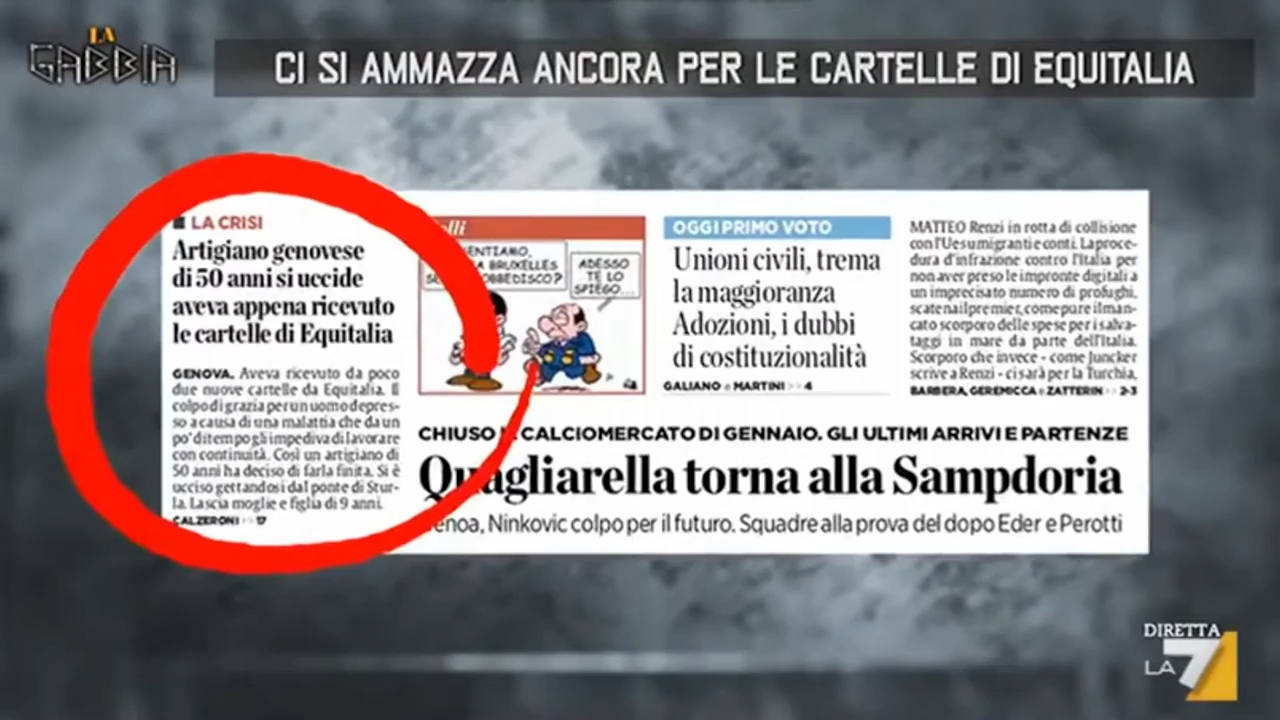 LA
GABBIA
CI SI AMMAZZA ANCORA PER LE CARTELLE DI EQUITALIA
LA CRISI
Artigiano genovese
di 50 anni si uccide
aveva appena ricevuto
le cartelle di Equitalia
GENOVA. Aveva ricevuto da poco
due nuove cartelle da Equitalia. Il
colpo di grazia per un uomo depres-
so a causa di una malattia che da un
po' di tempo gli impediva di lavorare
con continuità. Così un artigiano di
50 anni ha deciso di farla finita. Si è
ucciso gettandosi dal ponte di Stur-
la. Lascia moglie e figlia di 9 anni.
CALZERONI >> 17
BRUXELLES
ADESSO
TE LO
SPIEGO...
OGGI PRIMO VOTO
Unioni civili, trema
la maggioranza
Adozioni, i dubbi
di costituzionalità
GALIANO e MARTINI >> 4
MATTEO Renzi in rotta di collisione
con l'Ue su migranti e conti. La proce-
dura d'infrazione contro l'Italia per
non aver preso le impronte digitali a
un imprecisato numero di profughi,
scatena il premier, come pure il man-
cato scorporo delle spese per i salva-
taggi in mare da parte dell'Italia.
Scorporo che invece - come Juncker
scrive a Renzi - ci sarà per la Turchia.
BARBERA, GEREMICCA e ZATTERIN >> 2-3
CHIUSO CALCIOMERCATO DI GENNAIO. GLI ULTIMI ARRIVI E PARTENZE
Quagliarella torna alla Sampdoria
enoa, Ninkovic colpo per il futuro. Squadre alla prova del dopo Eder e Perotti
DIRETTA
LA 7